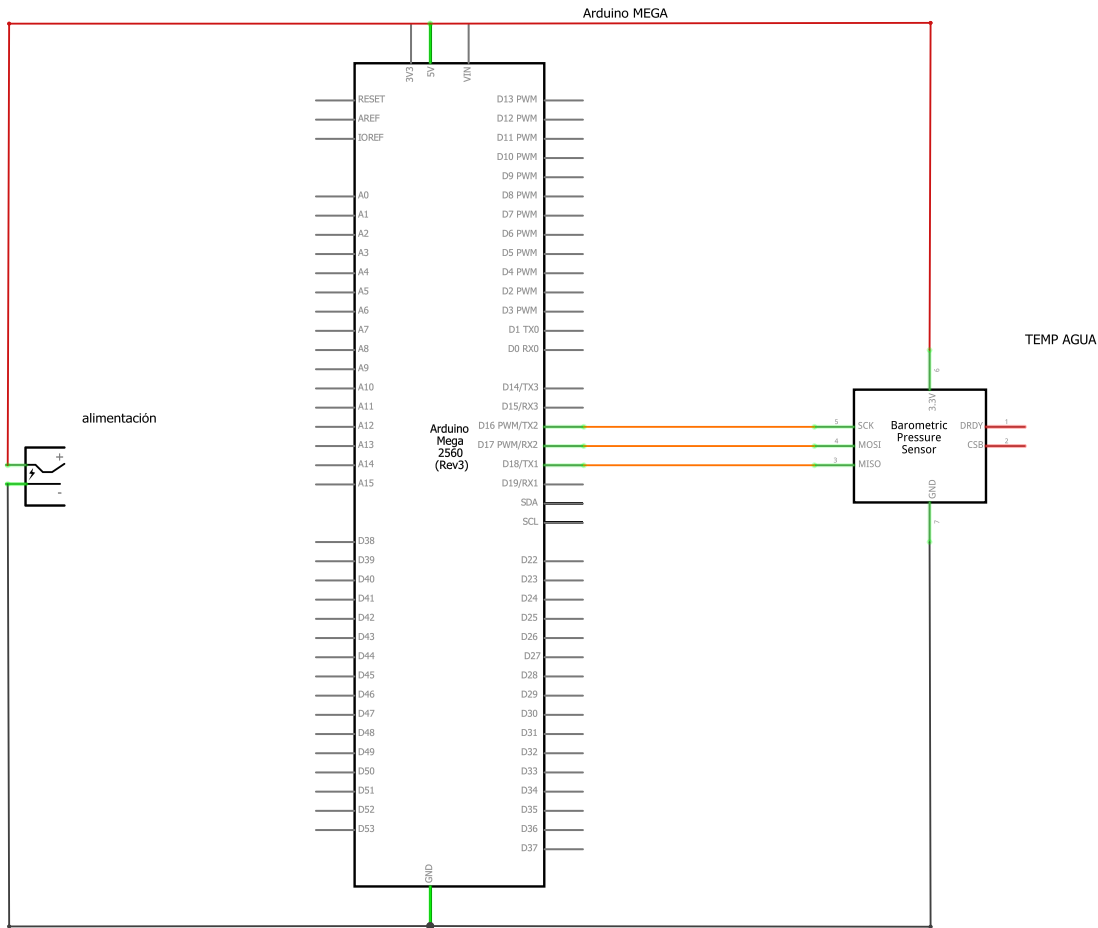 Arduino MEGA
3V3
5V
VIN
RESET
AREF
IOREF
A0
A1
A2
A3
A4
A5
A6
A7
A8
A9
A10
A11
A12
A13
A14
A15
D38
D39
D40
D41
D42
D43
D44
D45
D46
D47
D48
D49
D50
D51
D52
D53
D13 PWM
D12 PWM
D11 PWM
D10 PWM
D9 PWM
D8 PWM
D7 PWM
D6 PWM
D5 PWM
D4 PWM
D2 PWM
D3 PWM
D1 TX0
D0 RX0
D14/TX3
D15/RX3
D16 PWM/TX2
D17 PWM/RX2
D18/TX1
D19/RX1
SDA
SCL
D22
D23
D24
D25
D26
D27
D28
D29
D30
D31
D32
D33
D34
D35
D36
D37
Arduino
Mega
2560
(Rev3)
GND
alimentación
+
-
TEMP AGUA
6
3.3V
5
SCK
4
MOSI
3
MISO
Barometric
Pressure
Sensor
DRDY
1
CSB
2
GND
7